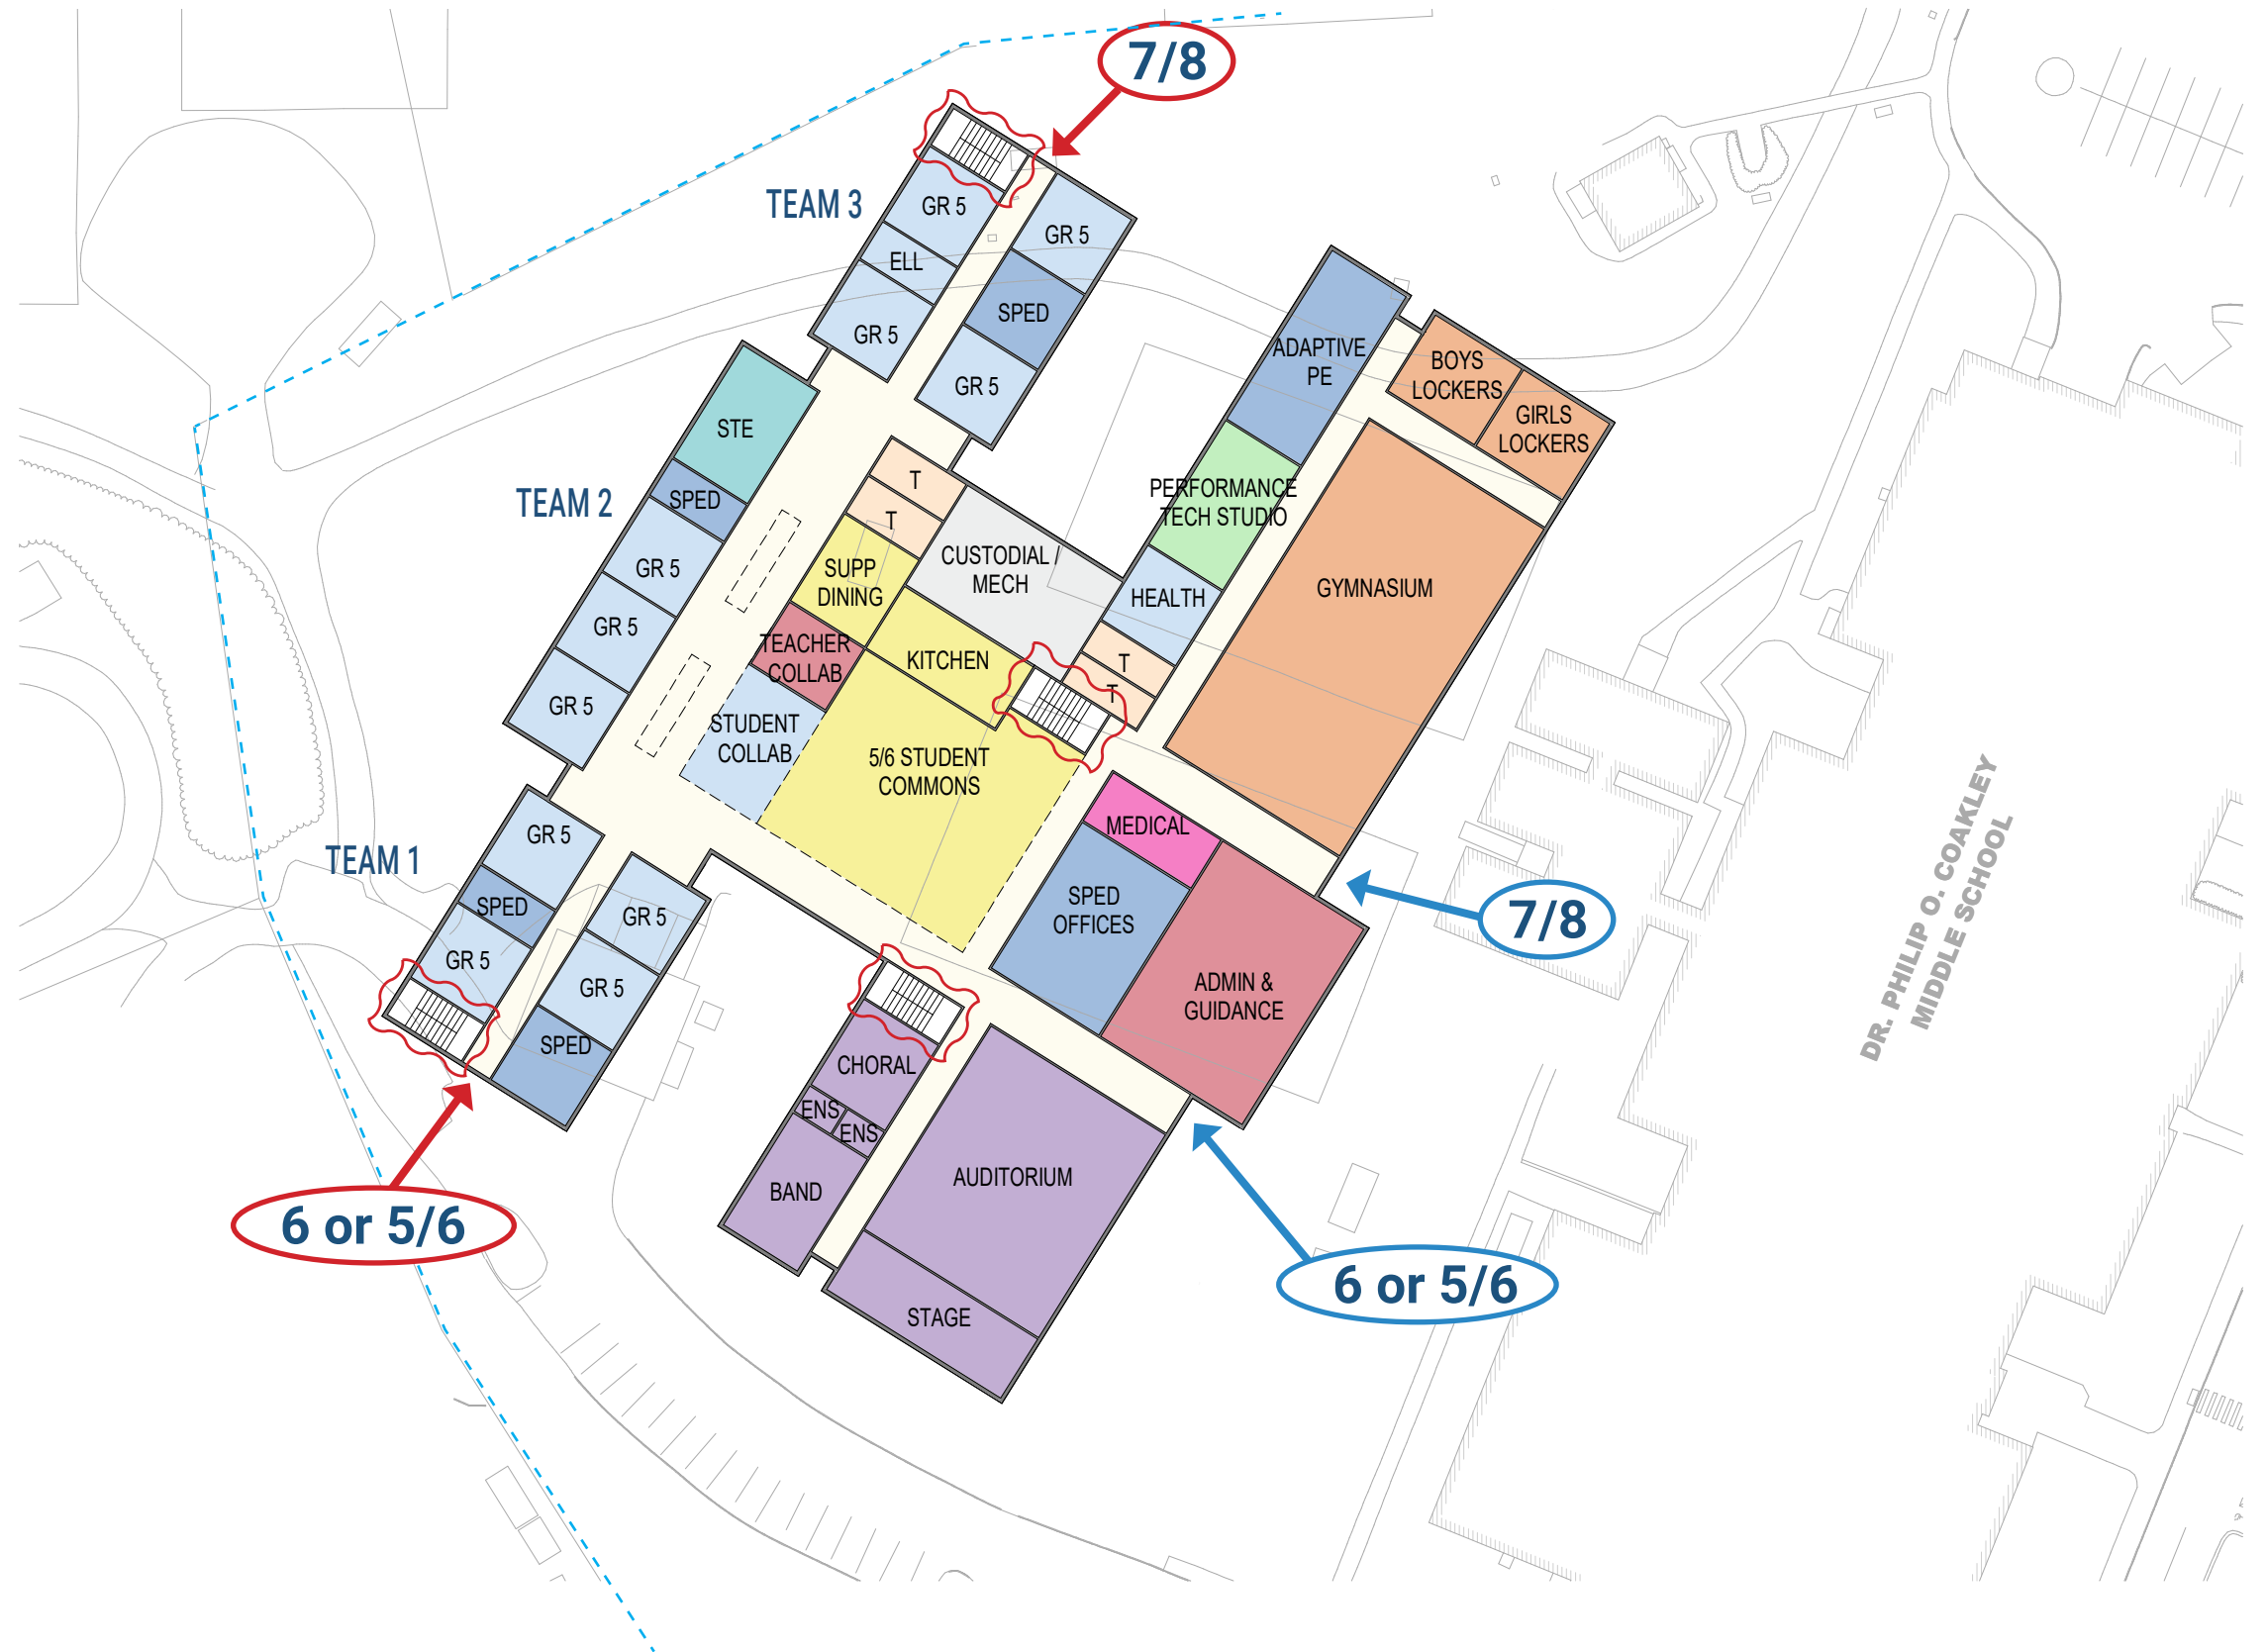 7/8
TEAM 3
GR 5
GR 5
ELL
SPED
GR 5
GR 5
ADAPTIVE
PE
BOYS
LOCKERS
GIRLS
LOCKERS
STE
TEAM 2
SPED
T
T
PERFORMANCE
TECH STUDIO
GR 5
SUPP
DINING
CUSTODIAL /
MECH
HEALTH
GYMNASIUM
GR 5
TEACHER
COLLAB
KITCHEN
T
T
GR 5
STUDENT
COLLAB
5/6 STUDENT
COMMONS
MEDICAL
TEAM 1
GR 5
SPED
GR 5
GR 5
GR 5
SPED
SPED
OFFICES
7/8
ADMIN &
GUIDANCE
DR. PHILIP O. COAKLEY
MIDDLE SCHOOL
CHORAL
ENS
ENS
BAND
AUDITORIUM
STAGE
6 or 5/6
6 or 5/6